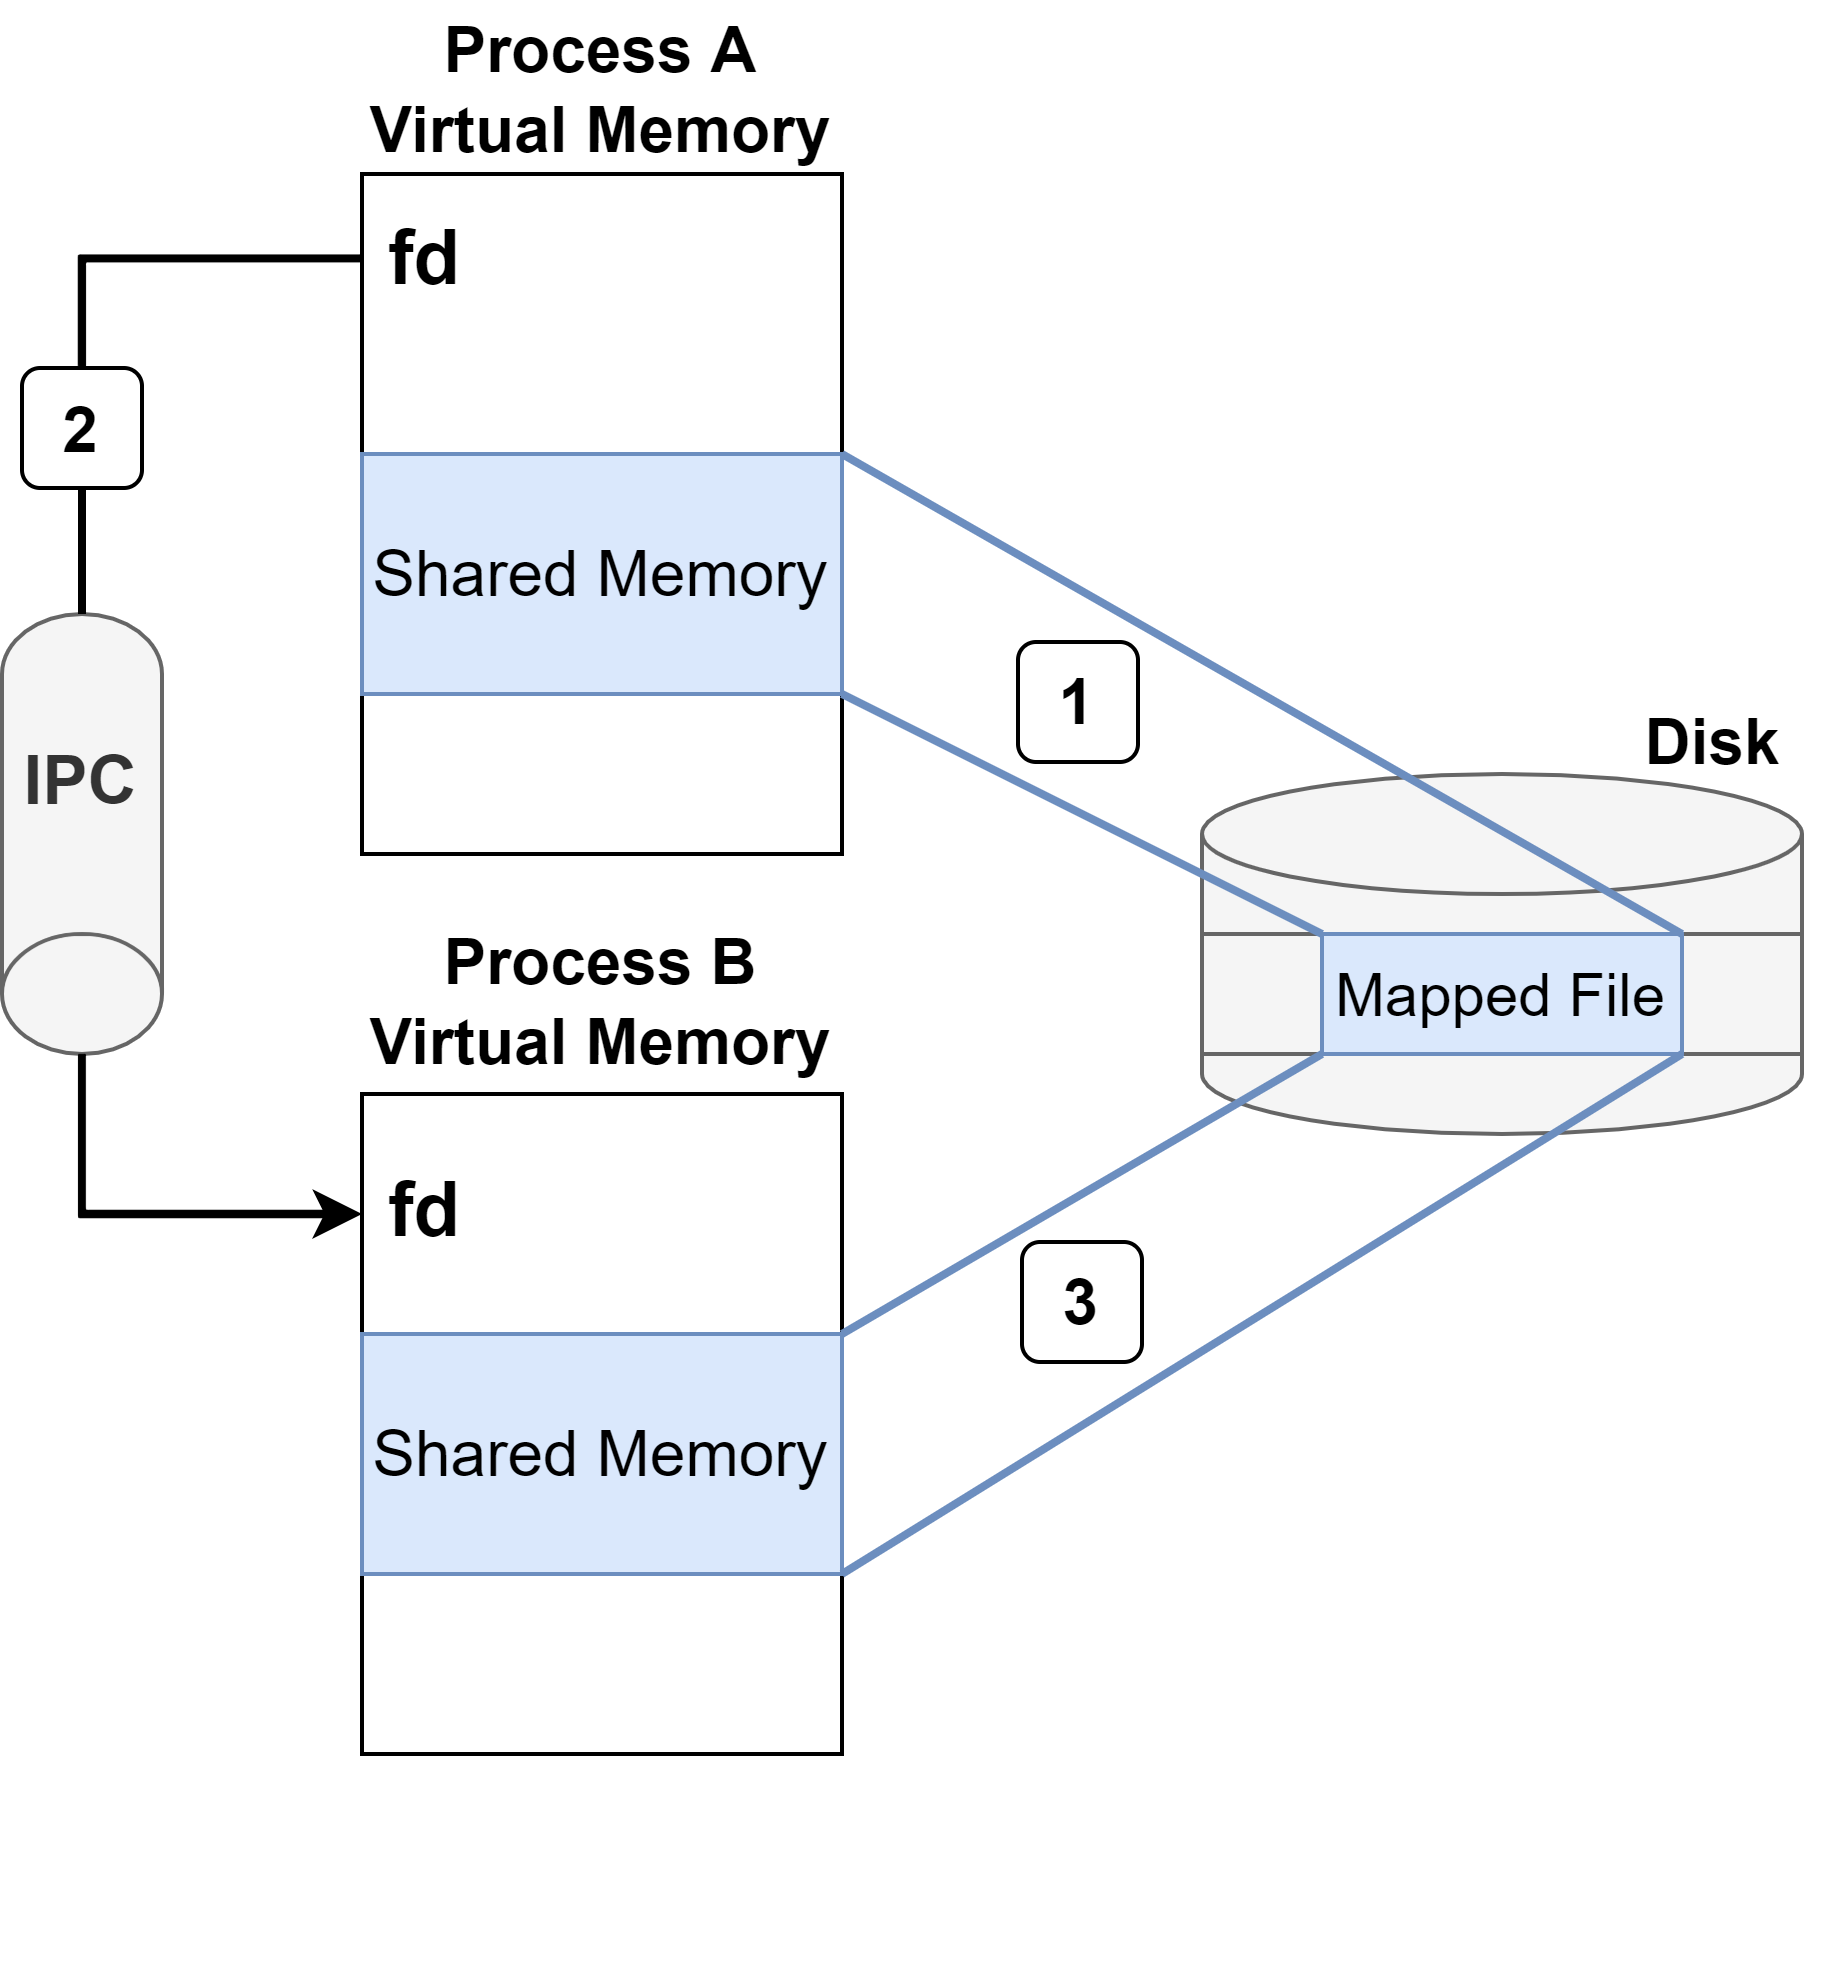 Process A
Virtual Memory
fd
2
Shared Memory
1
IPC
Disk
Mapped File
Process B
Virtual Memory
fd
3
Shared Memory